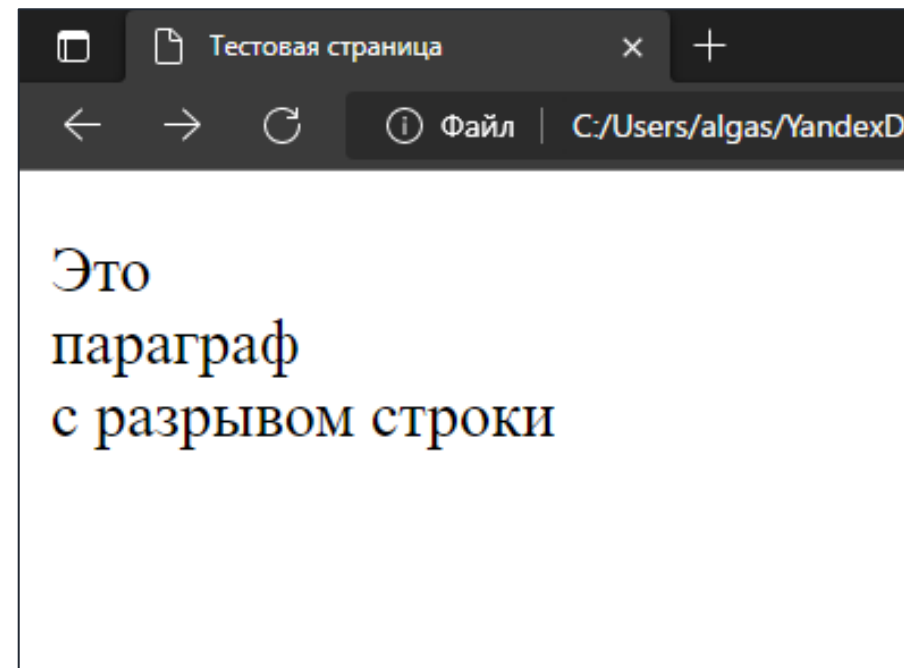 Тестовая страница
Файл C:/Users/algas/YandexD
Это
параграф
с разрывом строки